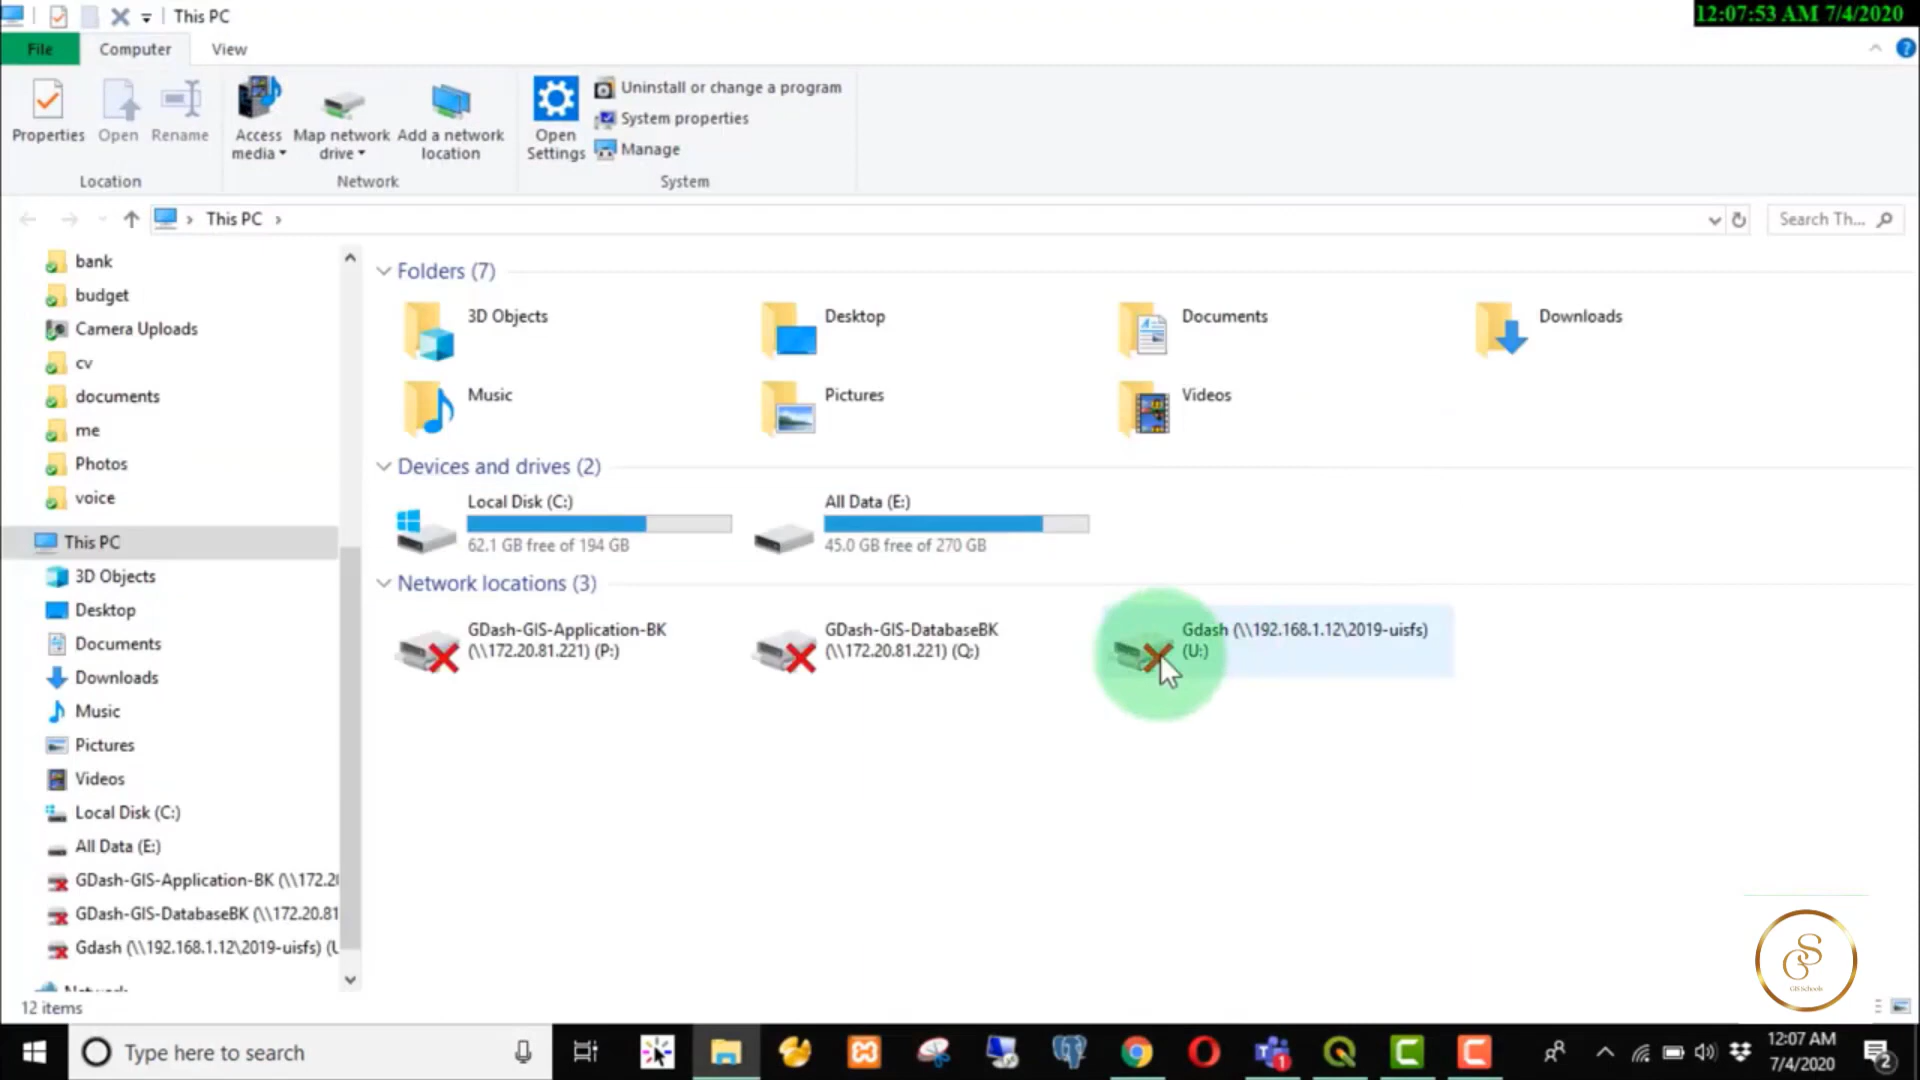 This PC
12:07:53 AM 7/4/2020
File
Computer
View
Properties
Open
Rename
Access
media
Map network
drive
Add a network
location
Open
Settings
Uninstall or change a program
System properties
Manage
Location
Network
System
This PC
Search Th...
bank
budget
Camera Uploads
cv
documents
me
Photos
voice
This PC
3D Objects
Desktop
Documents
Downloads
Music
Pictures
Videos
Local Disk (C:)
All Data (E:)
GDash-GIS-Application-BK (\\172.20
GDash-GIS-DatabaseBK (\\172.20.81
Gdash (\\192.168.1.12\2019-uisfs) (U
Network
12 items
Folders (7)
3D Objects
Desktop
Documents
Downloads
Music
Pictures
Videos
Devices and drives (2)
Local Disk (C:)
62.1 GB free of 194 GB
All Data (E:)
45.0 GB free of 270 GB
Network locations (3)
GDash-GIS-Application-BK
(\\172.20.81.221) (P:)
GDash-GIS-DatabaseBK
(\\172.20.81.221) (Q:)
Gdash (\\192.168.1.12\2019-uisfs)
(U:)
GS
GIS Schools
Type here to search
1
12:07 AM
7/4/2020
2